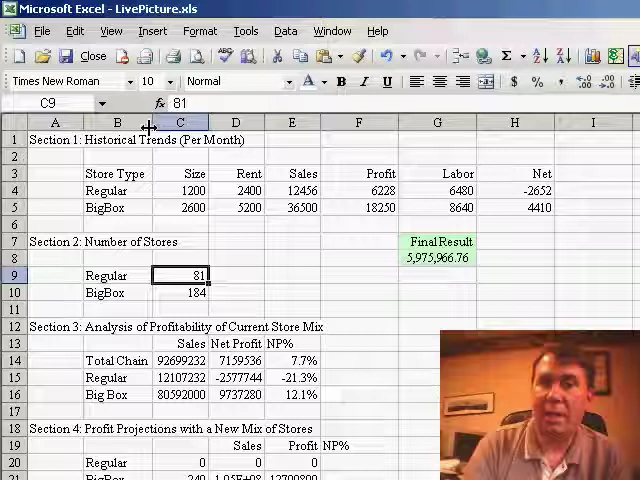 Microsoft Excel - LivePicture.xls
File Edit View Insert Format Tools Data Window Help
Close
Times New Roman 10 Normal B I U $ %
C9 fx 81
A B C D E F G H I
1 Section 1: Historical Trends (Per Month)
2
3 Store Type Size Rent Sales Profit Labor Net
4 Regular 1200 2400 12456 6228 6480 -2652
5 BigBox 2600 5200 36500 18250 8640 4410
6
7 Section 2: Number of Stores Final Result
8 5,975,966.76
9 Regular 81
10 BigBox 184
11
12 Section 3: Analysis of Profitability of Current Store Mix
13 Sales Net Profit NP%
14 Total Chain 92699232 7159536 7.7%
15 Regular 12107232 -2577744 -21.3%
16 Big Box 80592000 9737280 12.1%
17
18 Section 4: Profit Projections with a New Mix of Stores
19 Sales Profit NP%
20 Regular 0 0 0
21 BigBox 240 1.05E+08 12700800